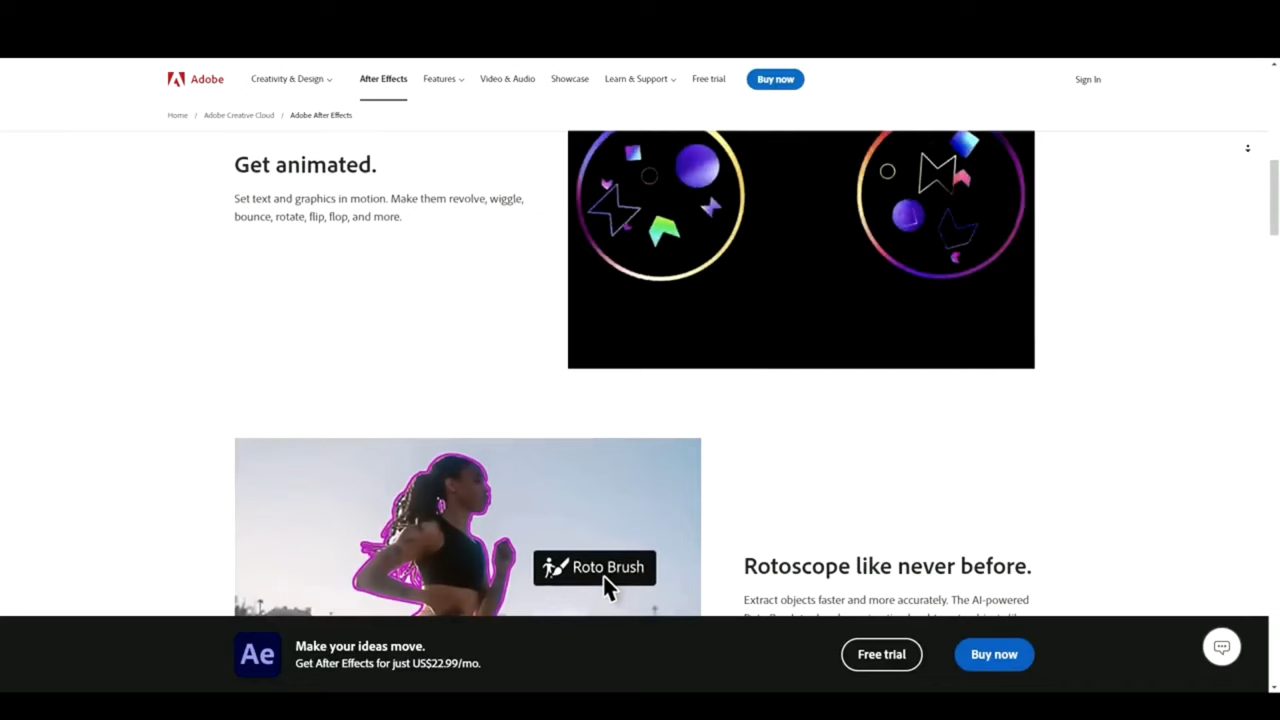 Adobe
Creativity & Design
After Effects
Features
Video & Audio
Showcase
Learn & Support
Free trial
Buy now
Sign In
Home / Adobe Creative Cloud / Adobe After Effects
Get animated.
Set text and graphics in motion. Make them revolve, wiggle,
bounce, rotate, flip, flop, and more.
Roto Brush
Rotoscope like never before.
Extract objects faster and more accurately. The AI-powered
Ae
Make your ideas move.
Get After Effects for just US$22.99/mo.
Free trial
Buy now